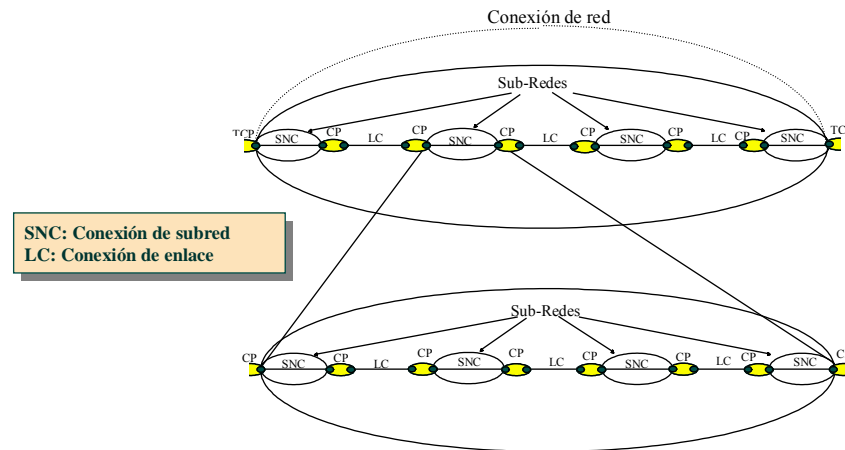 Conexión de red
Sub-Redes
TCP SNC CP LC CP SNC CP LC CP SNC CP LC CP SNC TC
SNC: Conexión de subred
LC: Conexión de enlace
Sub-Redes
CP SNC CP LC CP SNC CP LC CP SNC CP LC CP SNC C